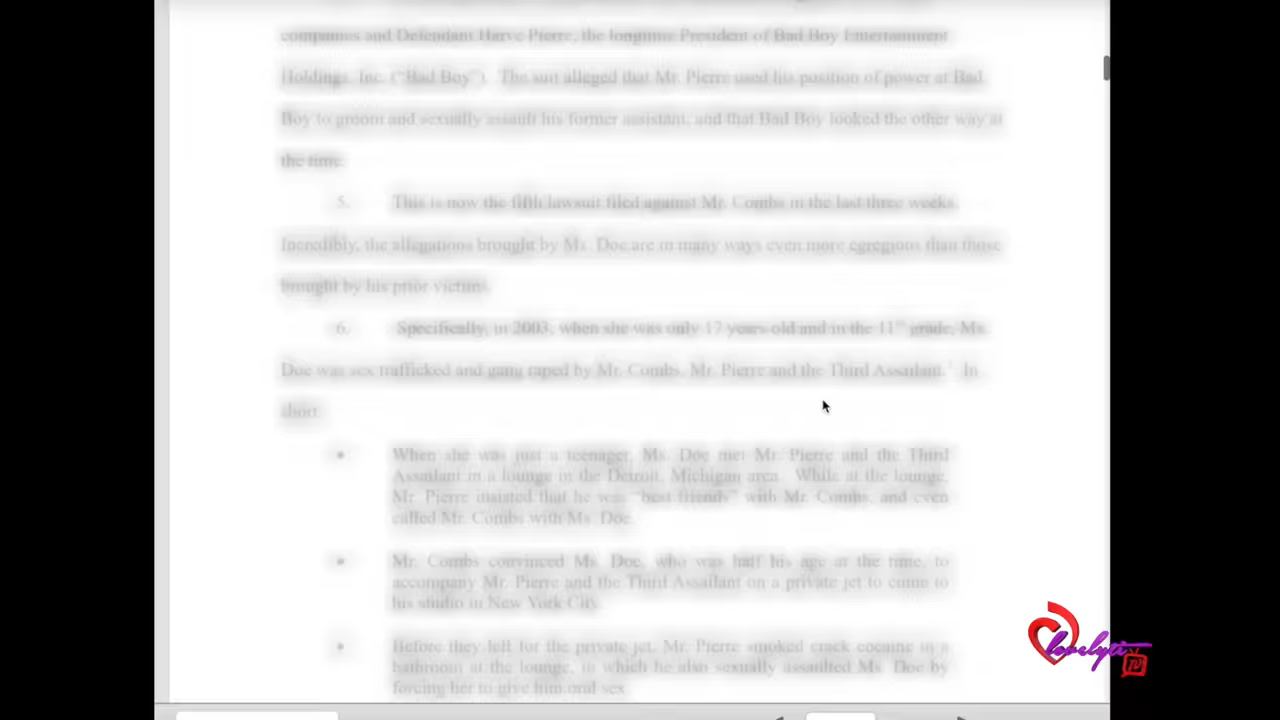 companies and Defendant Harve Pierre, the longtime President of Bad Boy Entertainment
Holdings, Inc. ("Bad Boy"). The suit alleged that Mr. Pierre used his position of power at Bad
Boy to groom and sexually assault his former assistant, and that Bad Boy looked the other way at
the time.
5. This is now the fifth lawsuit filed against Mr. Combs in the last three weeks.
Incredibly, the allegations brought by Ms. Doe are in many ways even more egregious than those
brought by his prior victims.
6. Specifically, in 2003, when she was only 17 years old and in the 11th grade, Ms.
Doe was sex trafficked and gang raped by Mr. Combs, Mr. Pierre and the Third Assailant.¹ In
short:
• When she was just a teenager, Ms. Doe met Mr. Pierre and the Third
Assailant in a lounge in the Detroit, Michigan area. While at the lounge,
Mr. Pierre insisted that he was "best friends" with Mr. Combs, and even
called Mr. Combs with Ms. Doe.
• Mr. Combs convinced Ms. Doe, who was half his age at the time, to
accompany Mr. Pierre and the Third Assailant on a private jet to come to
his studio in New York City.
• Before they left for the private jet, Mr. Pierre smoked crack cocaine in a
bathroom at the lounge, in which he also sexually assaulted Ms. Doe by
forcing her to give him oral sex.
lovelyti
TV